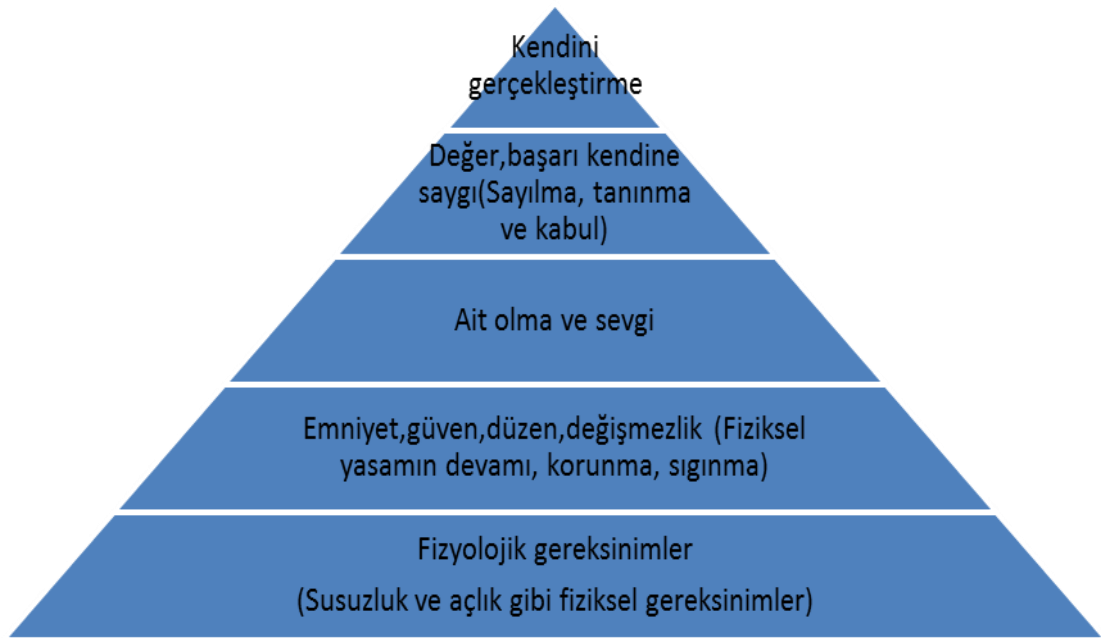 Kendini
gerçekleştirme
Değer,başarı kendine
saygı(Sayılma, tanınma
ve kabul)
Ait olma ve sevgi
Emniyet,güven,düzen,değişmezlik (Fiziksel
yasamın devamı, korunma, sıgınma)
Fizyolojik gereksinimler
(Susuzluk ve açlık gibi fiziksel gereksinimler)